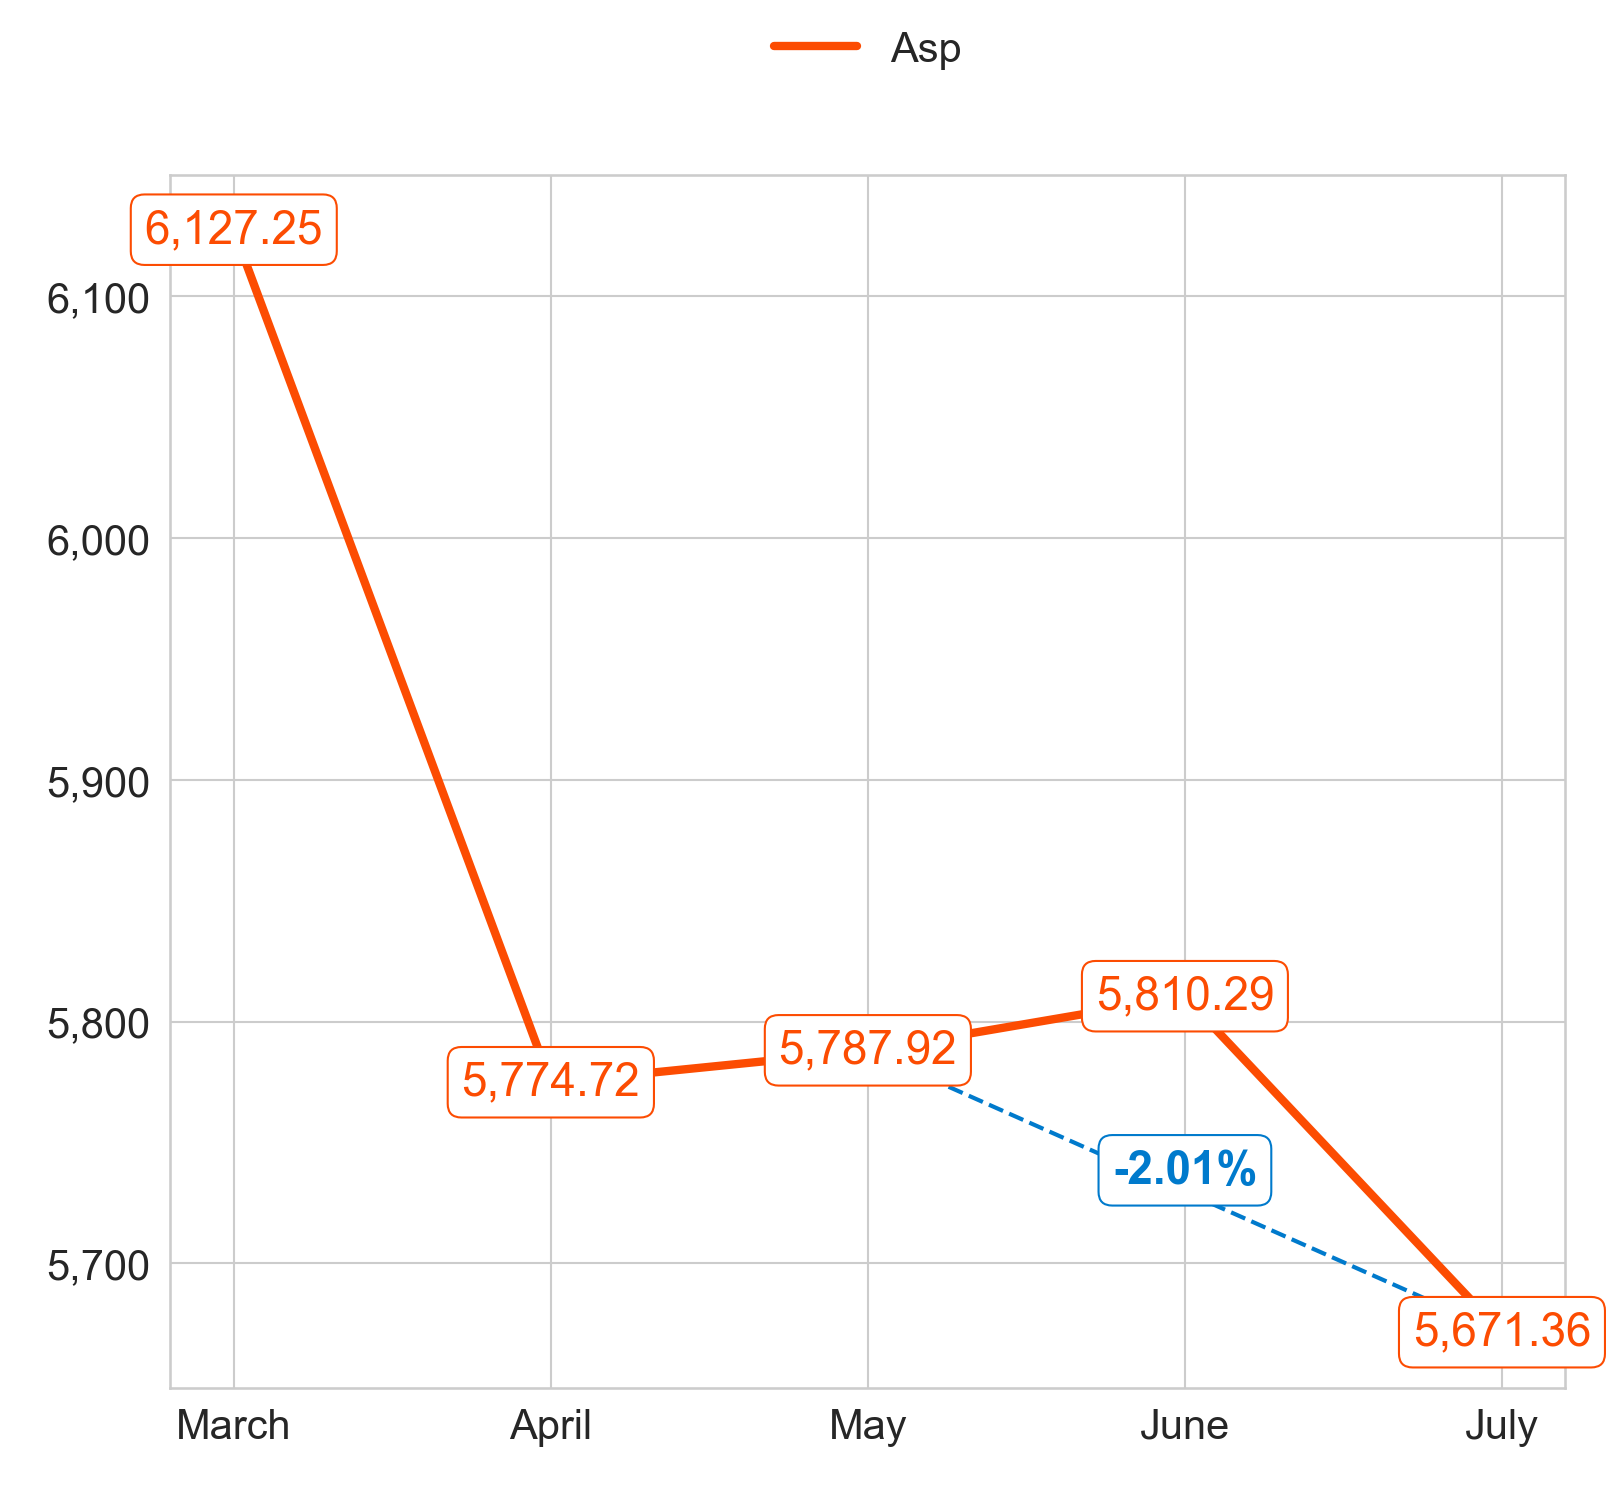 Asp
6,127.25
6,100
6,000
5,900
5,810.29
5,800
5,787.92
5,774.72
-2.01%
5,700
5,671.36
March
April
May
June
July